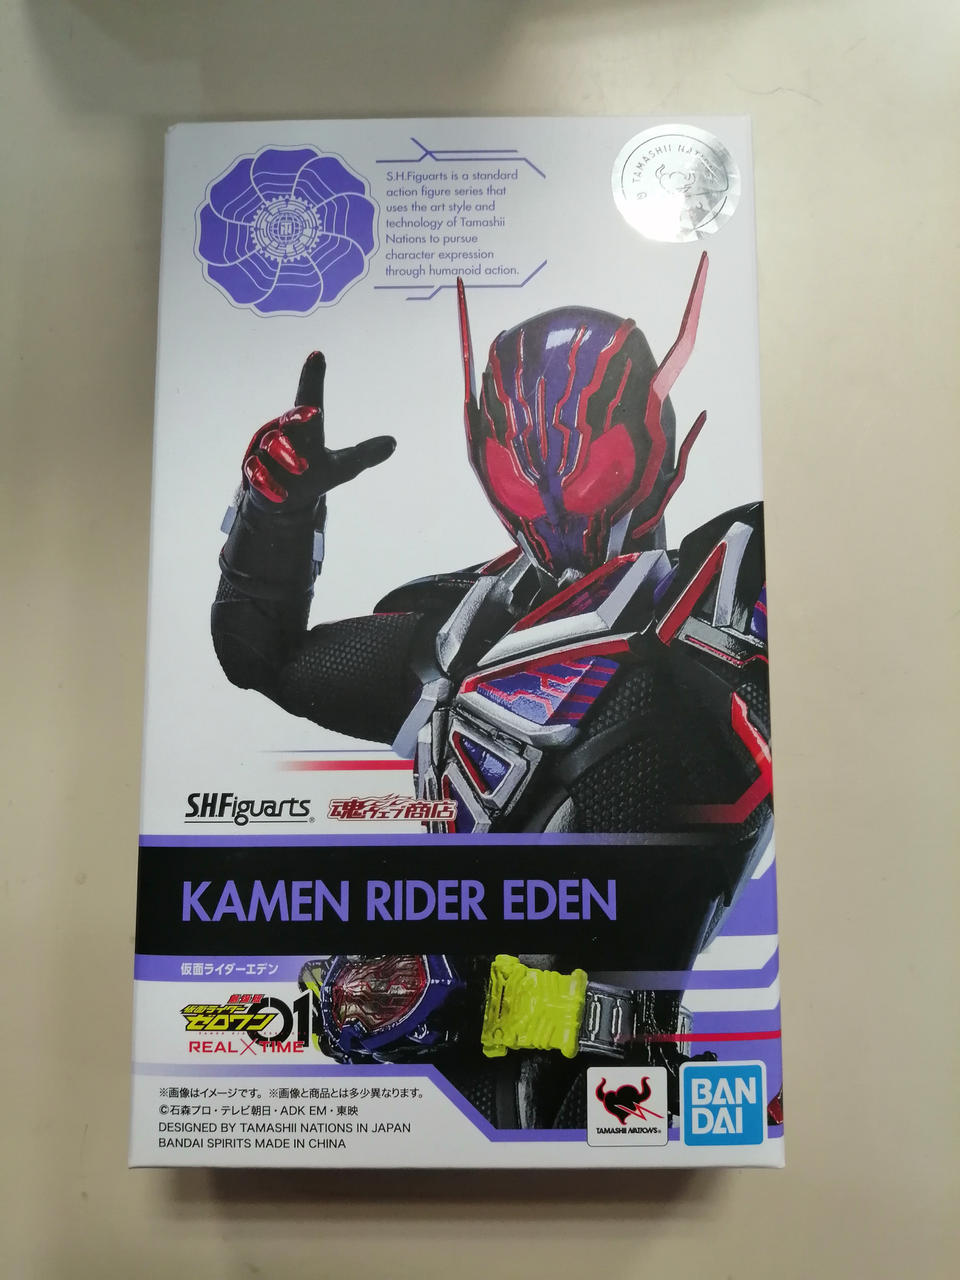 S.H.Figuarts is a standard
action figure series that
uses the art style and
technology of Tamashii
Nations to pursue
character expression
through humanoid action.
TAMASHII NATIONS
S.H.Figuarts®
魂ウェブ商店
KAMEN RIDER EDEN
仮面ライダーエデン
劇場版
仮面ライダー
ゼロワン
01
REAL×TIME
※画像はイメージです。 ※画像と商品とは多少異なります。
©石森プロ・テレビ朝日・ADK EM・東映
DESIGNED BY TAMASHII NATIONS IN JAPAN
BANDAI SPIRITS MADE IN CHINA
TAMASHII NATIONS®
BAN
DAI